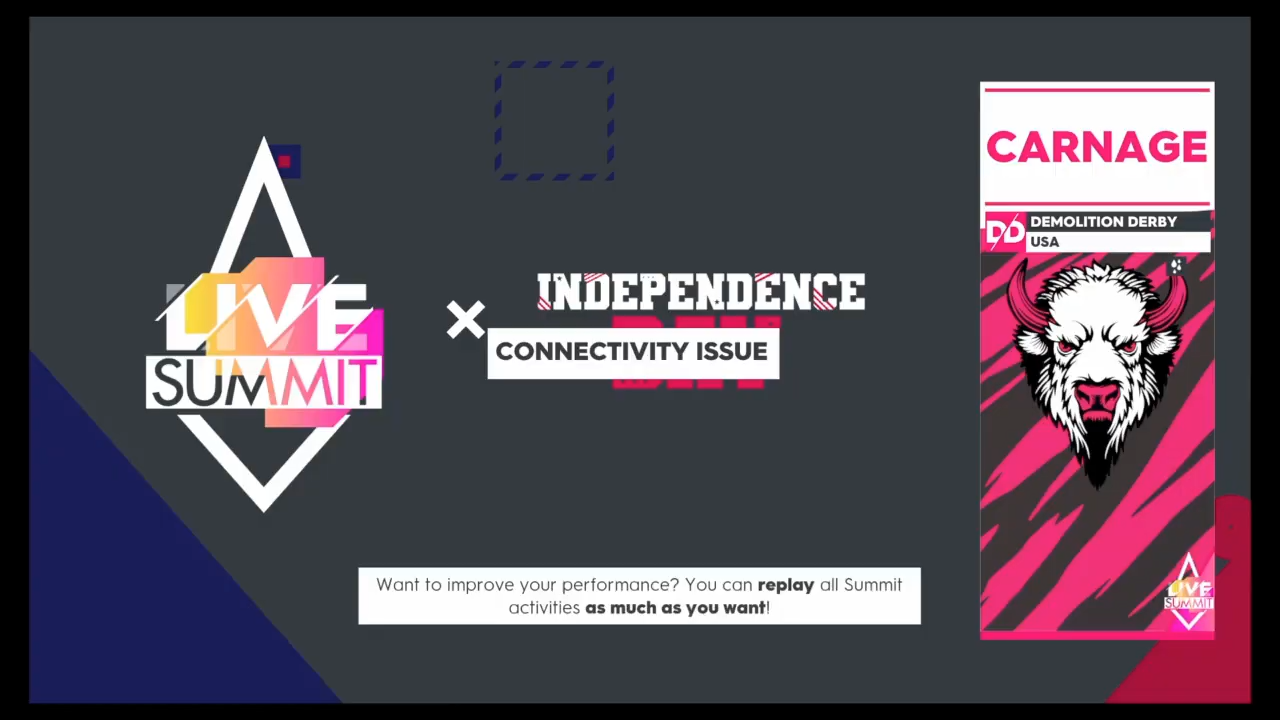 LIVE
SUMMIT
INDEPENDENCE
DAY
CONNECTIVITY ISSUE
Want to improve your performance? You can replay all Summit
activities as much as you want!
CARNAGE
DD
DEMOLITION DERBY
USA
LIVE
SUMMIT